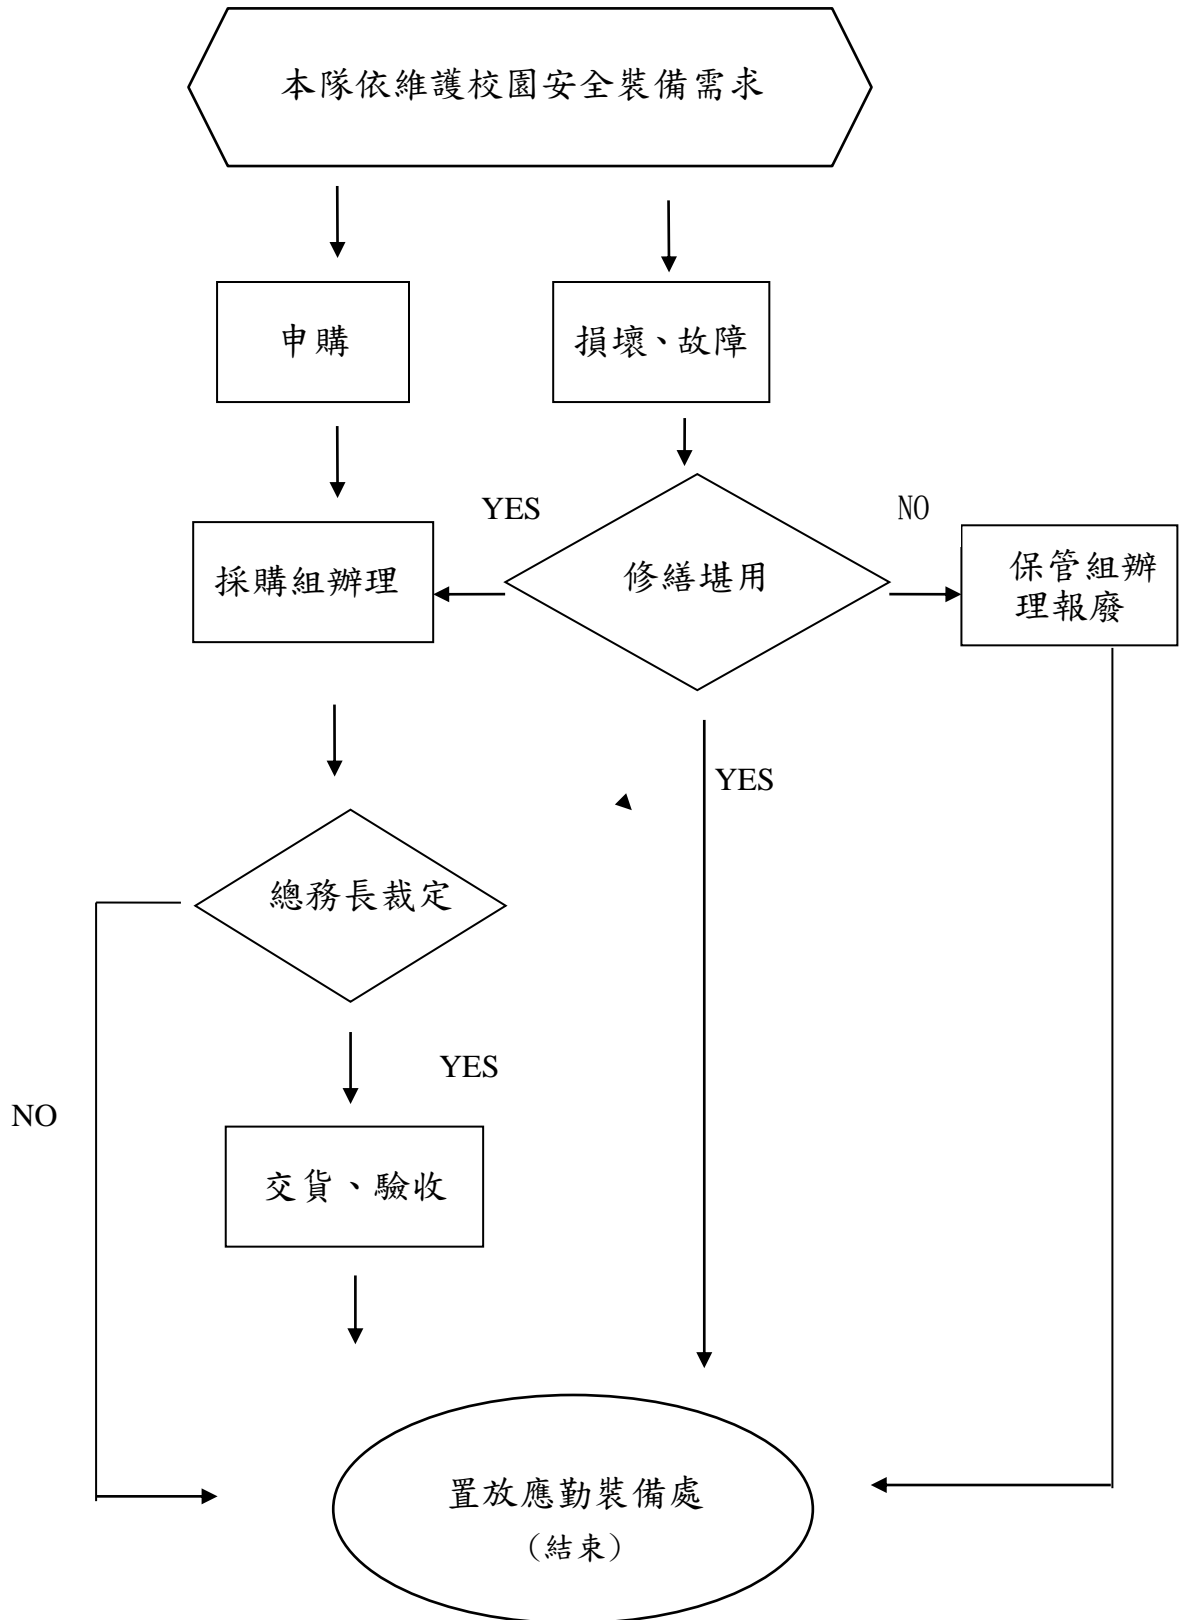 本隊依維護校園安全裝備需求
申購
損壞、故障
YES
NO
採購組辦理
修繕堪用
保管組辦
理報廢
YES
總務長裁定
YES
NO
交貨、驗收
置放應勤裝備處
(結束)